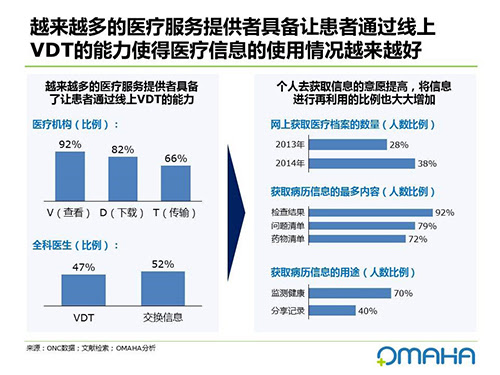 越来越多的医疗服务提供者具备让患者通过线上
VDT的能力使得医疗信息的使用情况越来越好
越来越多的医疗服务提供者具备
了让患者通过线上VDT的能力
医疗机构（比例）：
92%
82%
66%
V（查看）
D（下载）
T（传输）
全科医生（比例）：
47%
52%
VDT
交换信息
个人去获取信息的意愿提高，将信息
进行再利用的比例也大大增加
网上获取医疗档案的数量（人数比例）
2013年
28%
2014年
38%
获取病历信息的最多内容（人数比例）
检查结果
92%
问题清单
79%
药物清单
72%
获取病历信息的用途（人数比例）
监测健康
70%
分享记录
40%
来源：ONC数据；文献检索；OMAHA分析
OMAHA